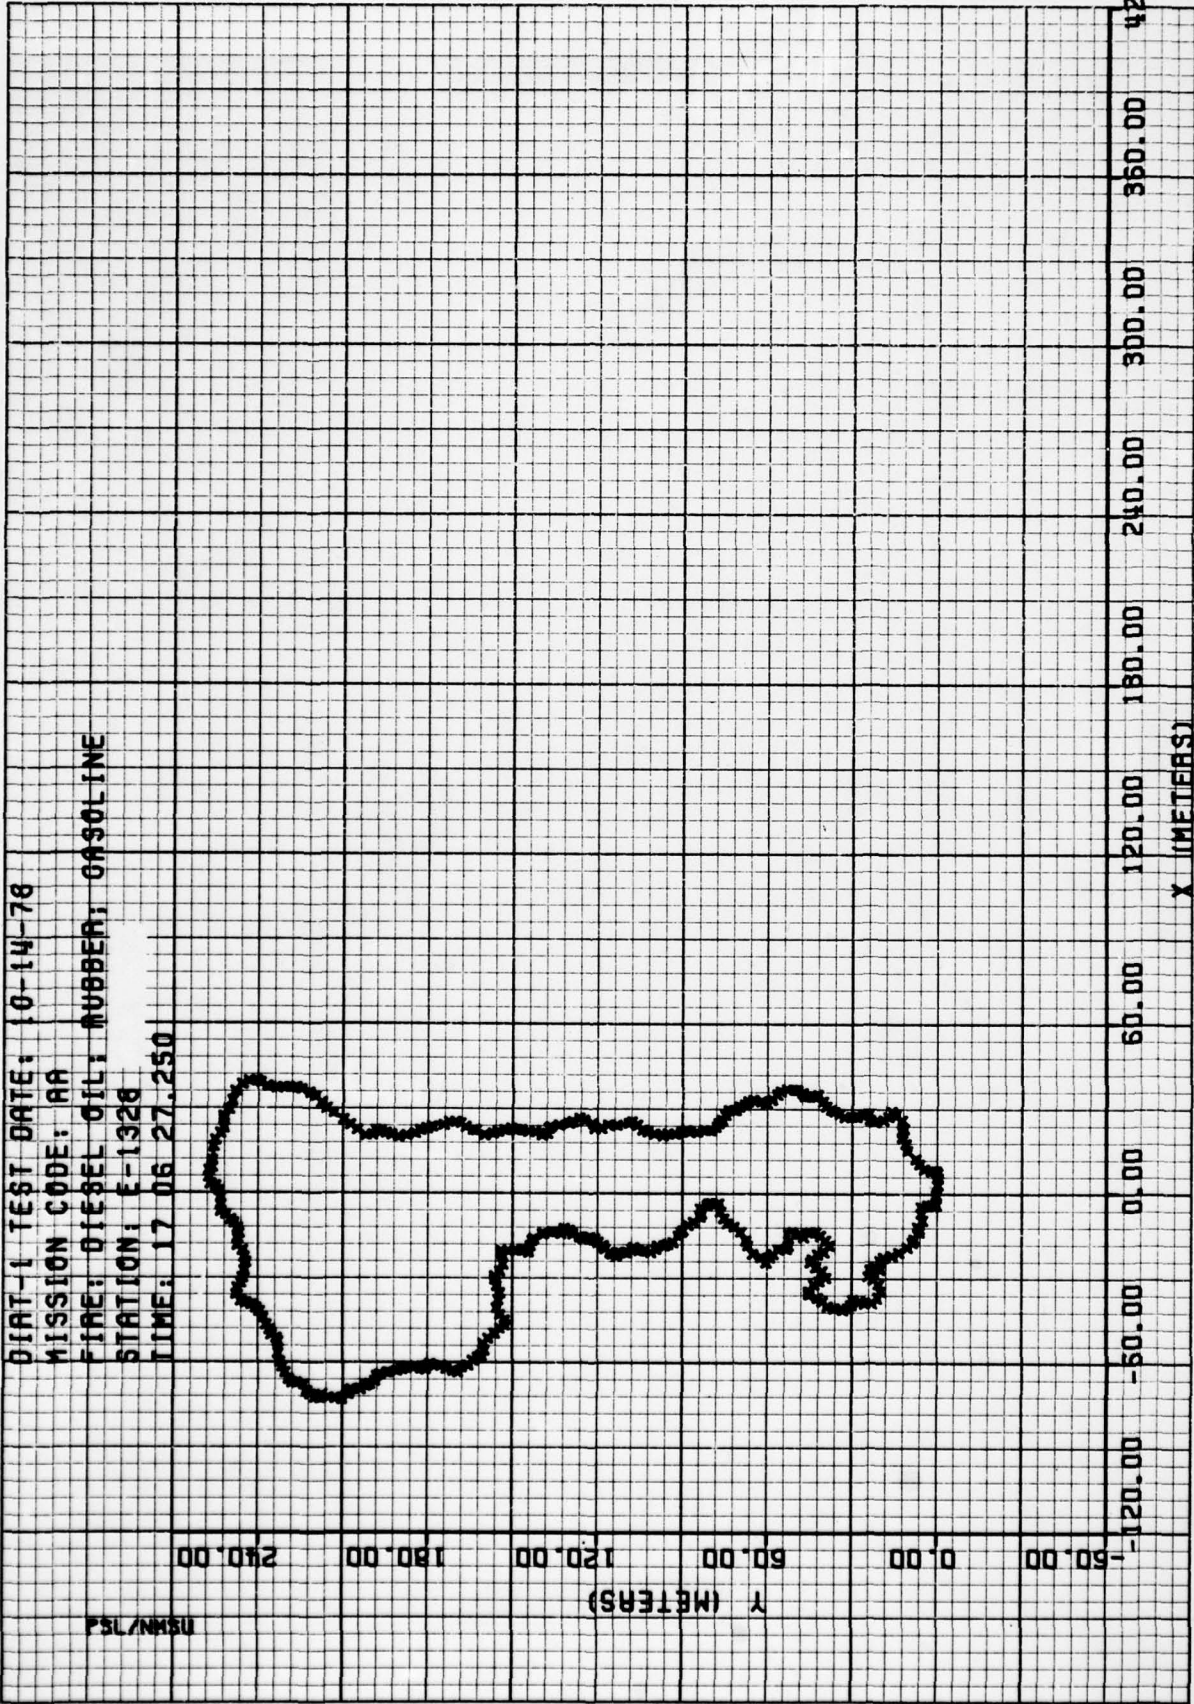 PSL/NMSU
DIRT-1 TEST DATE: 10-14-78
MISSION CODE: AA
FIRE: DIESEL OIL; RUBBER; GASOLINE
STATION: E-1328
TIME: 17 06 27.250
Y (METERS)
240.00
180.00
120.00
60.00
0.00
-60.00
-120.00
-60.00
0.00
60.00
120.00
180.00
240.00
300.00
360.00
X (METERS)